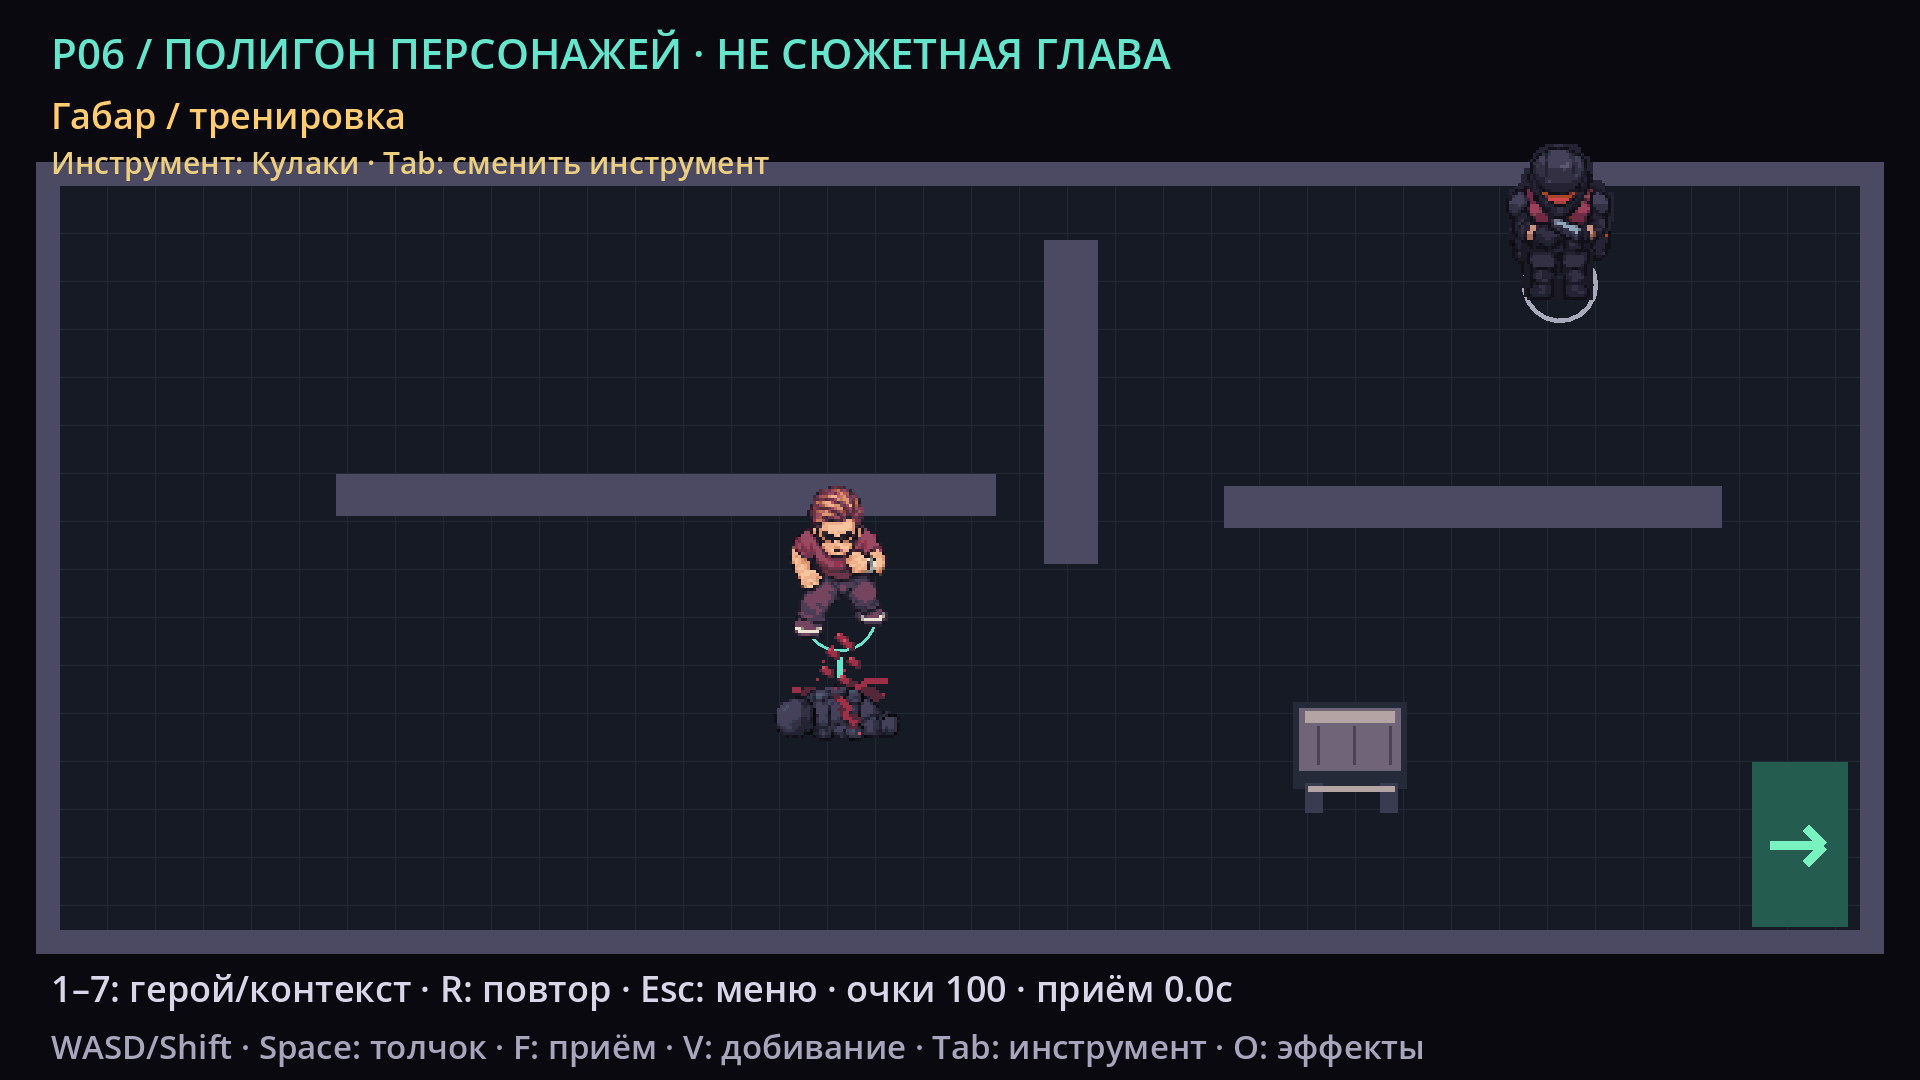 P06 / ПОЛИГОН ПЕРСОНАЖЕЙ · НЕ СЮЖЕТНАЯ ГЛАВА
Габар / тренировка
Инструмент: Кулаки · Tab: сменить инструмент
1–7: герой/контекст · R: повтор · Esc: меню · очки 100 · приём 0.0с
WASD/Shift · Space: толчок · F: приём · V: добивание · Tab: инструмент · O: эффекты